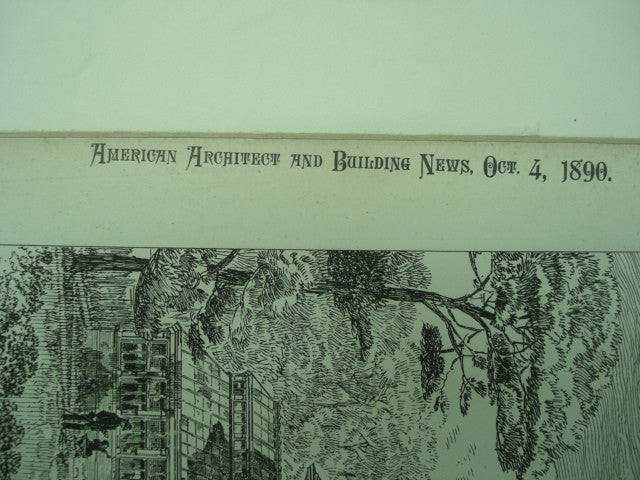 American Architect and Building News, Oct. 4, 1890.